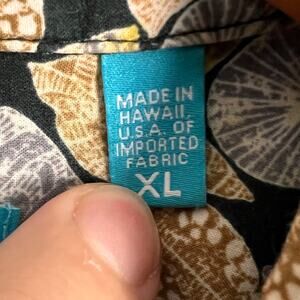 MADE IN
HAWAII,
U.S.A. OF
IMPORTED
FABRIC
XL